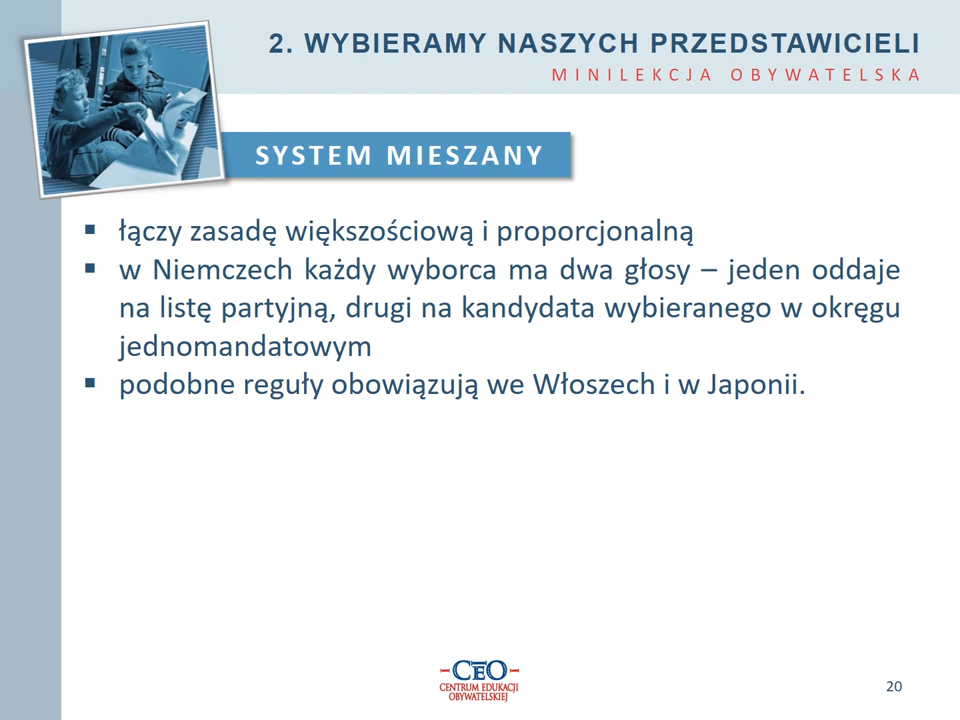 2. WYBIERAMY NASZYCH PRZEDSTAWICIELI
MINILEKCJA OBYWATELSKA
SYSTEM MIESZANY
▪ łączy zasadę większościową i proporcjonalną
▪ w Niemczech każdy wyborca ma dwa głosy – jeden oddaje
na listę partyjną, drugi na kandydata wybieranego w okręgu
jednomandatowym
▪ podobne reguły obowiązują we Włoszech i w Japonii.
CEO
CENTRUM EDUKACJI
OBYWATELSKIEJ
20